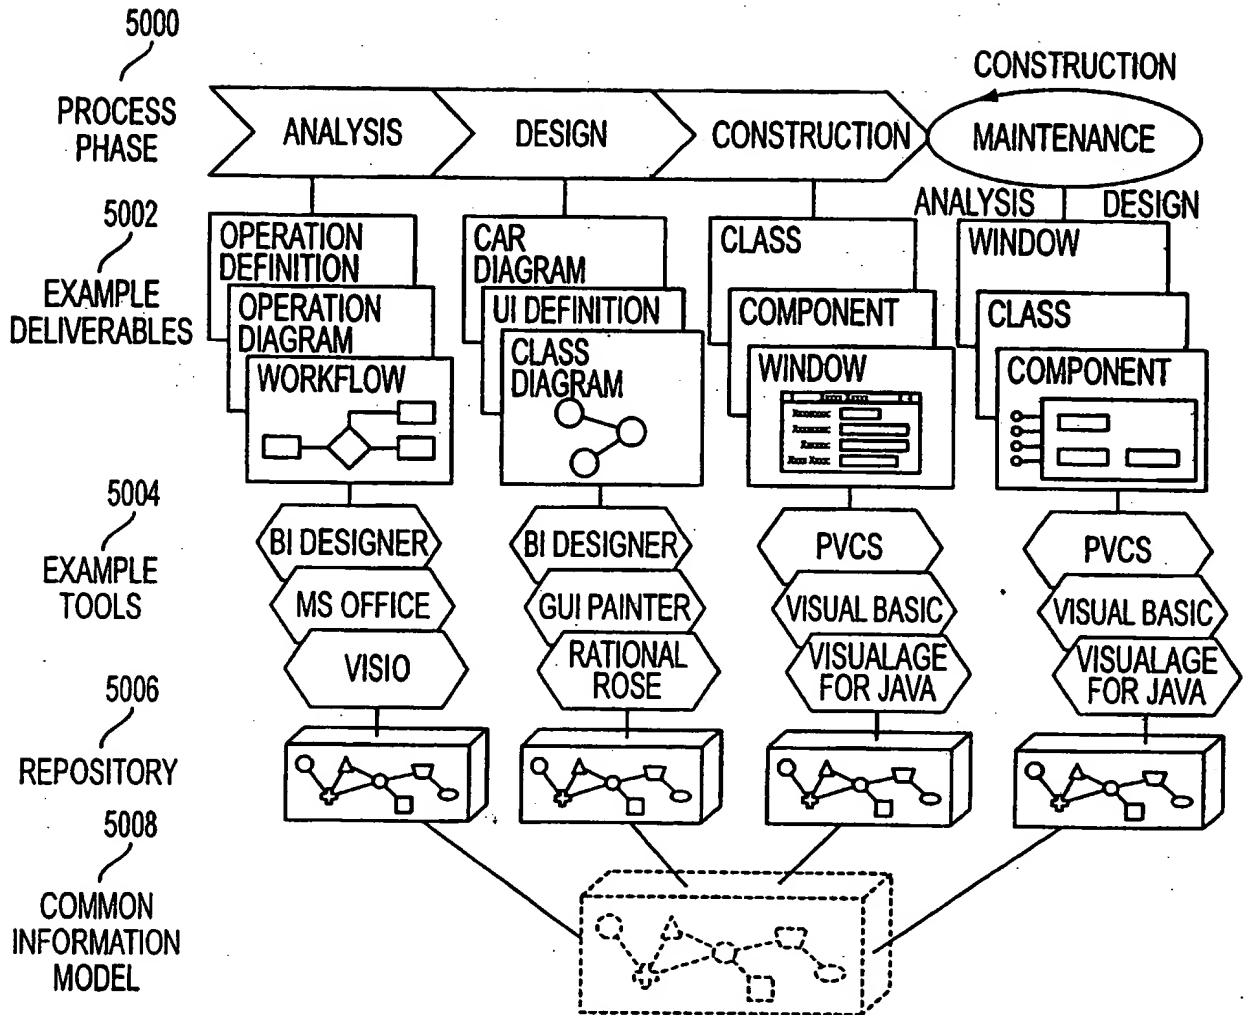 5000
PROCESS
PHASE
ANALYSIS
DESIGN
CONSTRUCTION
CONSTRUCTION
MAINTENANCE
ANALYSIS
DESIGN
5002
EXAMPLE
DELIVERABLES
OPERATION
DEFINITION
OPERATION
DIAGRAM
WORKFLOW
CAR
DIAGRAM
UI DEFINITION
CLASS
DIAGRAM
CLASS
COMPONENT
WINDOW
WINDOW
CLASS
COMPONENT
5004
EXAMPLE
TOOLS
BI DESIGNER
MS OFFICE
VISIO
BI DESIGNER
GUI PAINTER
RATIONAL
ROSE
PVCS
VISUAL BASIC
VISUALAGE
FOR JAVA
PVCS
VISUAL BASIC
VISUALAGE
FOR JAVA
5006
REPOSITORY
5008
COMMON
INFORMATION
MODEL